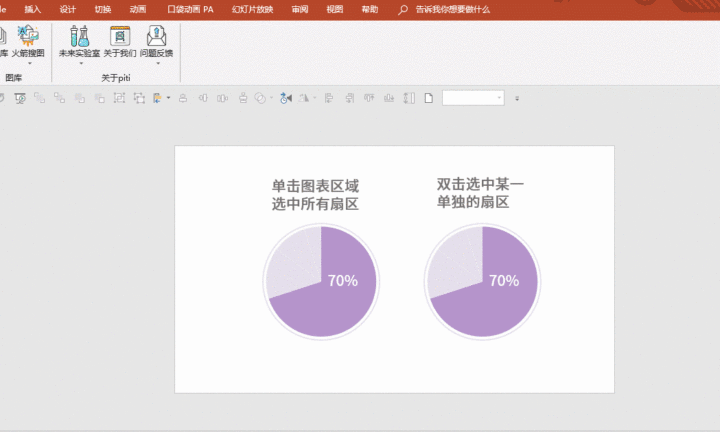 插入 设计 切换 动画 口袋动画 PA 幻灯片放映 审阅 视图 帮助 告诉我你想要做什么
库 火箭搜图 未来实验室 关于我们 问题反馈
图库 关于piti
单击图表区域
选中所有扇区
双击选中某一
单独的扇区
70%
70%